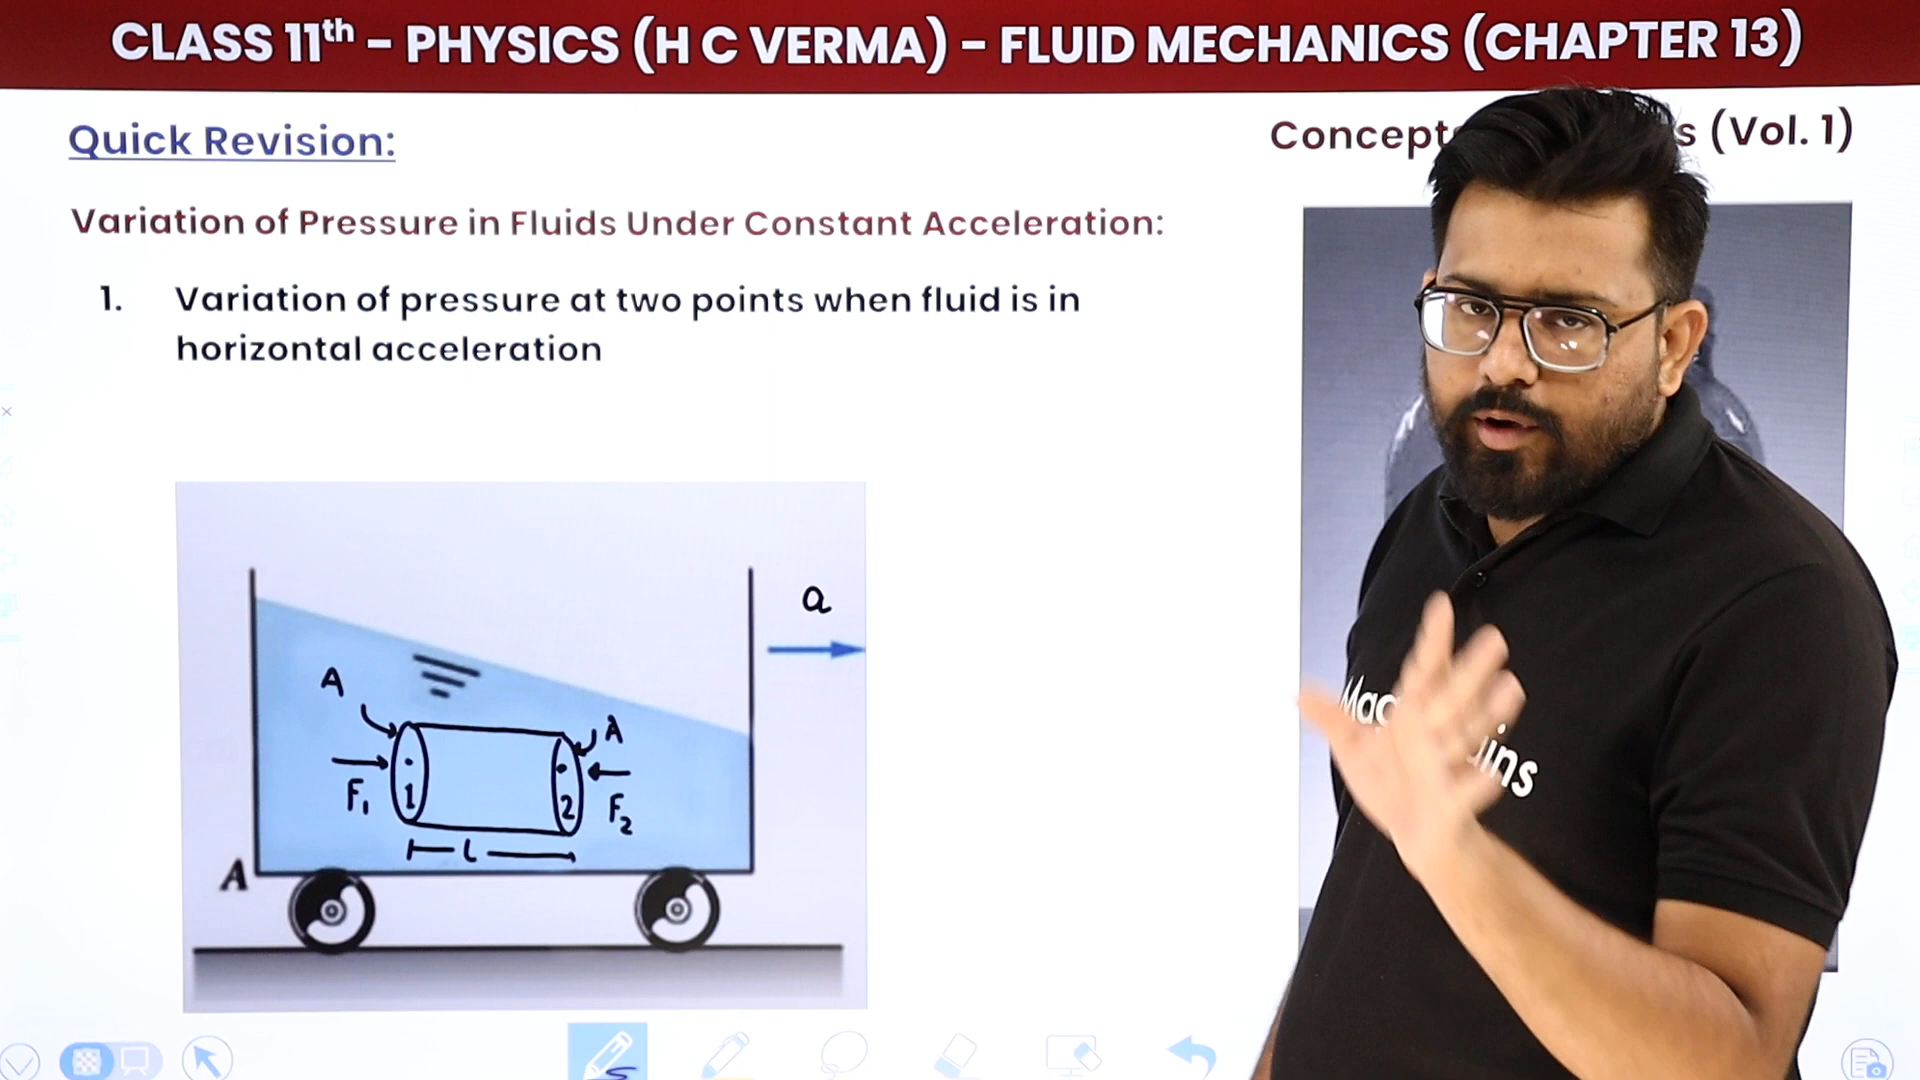 CLASS 11th – PHYSICS (H C VERMA) – FLUID MECHANICS (CHAPTER 13)
Quick Revision:
(Vol. 1)
Variation of Pressure in Fluids Under Constant Acceleration:
1. Variation of pressure at two points when fluid is in
horizontal acceleration
a
A
A
F₁
1
2
F₂
L
A